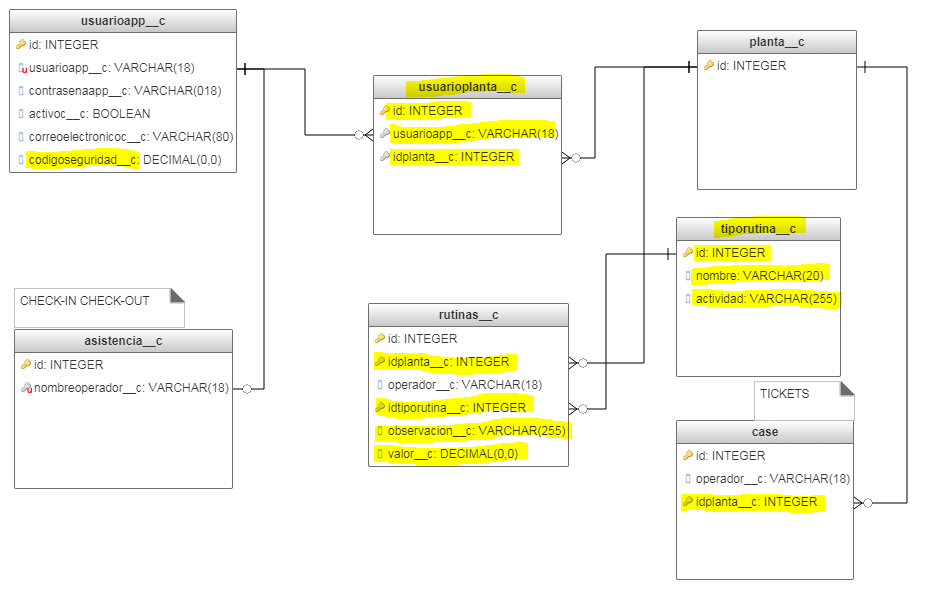 usuarioapp__c
id: INTEGER
usuarioapp__c: VARCHAR(18)
contrasenaapp__c: VARCHAR(018)
activoc__c: BOOLEAN
correoelectronicoc__c: VARCHAR(80)
codigoseguridad__c: DECIMAL(0,0)
usuarioplanta__c
id: INTEGER
usuarioapp__c: VARCHAR(18)
idplanta__c: INTEGER
planta__c
id: INTEGER
tiporutina__c
id: INTEGER
nombre: VARCHAR(20)
actividad: VARCHAR(255)
CHECK-IN CHECK-OUT
asistencia__c
id: INTEGER
nombreoperador__c: VARCHAR(18)
rutinas__c
id: INTEGER
idplanta__c: INTEGER
operador__c: VARCHAR(18)
idtiporutina__c: INTEGER
observacion__c: VARCHAR(255)
valor__c: DECIMAL(0,0)
TICKETS
case
id: INTEGER
operador__c: VARCHAR(18)
idplanta__c: INTEGER